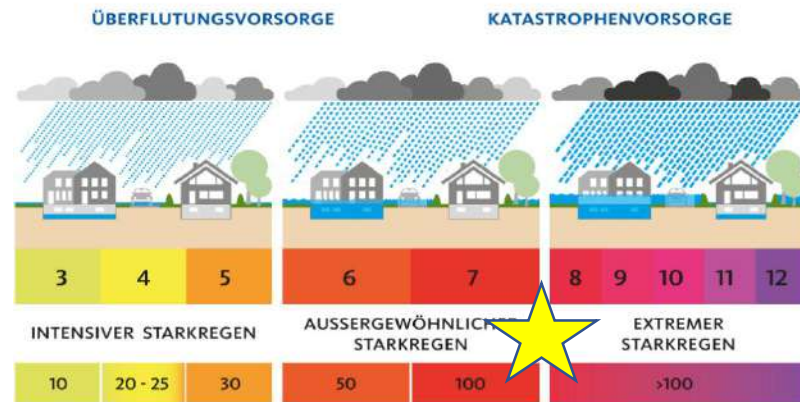 ÜBERFLUTUNGSVORSORGE
KATASTROPHENVORSORGE
3 4 5 6 7 8 9 10 11 12
INTENSIVER STARKREGEN
AUSSERGEWÖHNLICHER
STARKREGEN
EXTREMER
STARKREGEN
10 20 - 25 30 50 100 >100